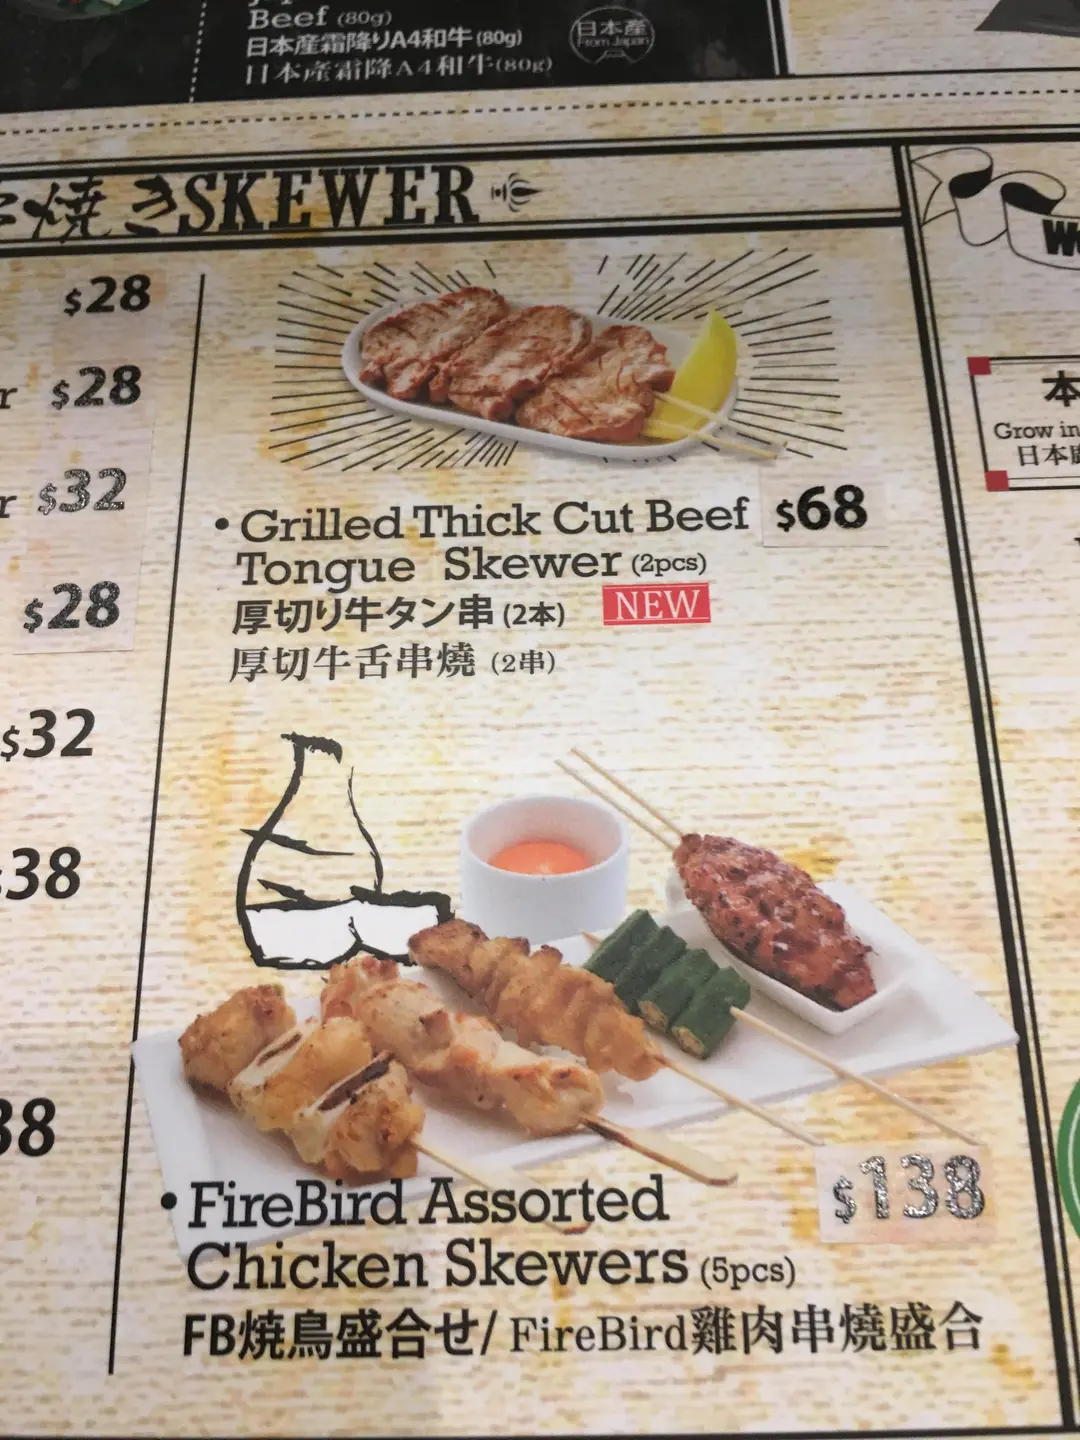 Beef (80g)
日本産霜降りA4和牛(80g)
日本産霜降A4和牛(80g)
日本産
From Japan
焼きSKEWER
$28
$28
$32
$28
$32
$38
Grow in
• Grilled Thick Cut Beef $68
Tongue Skewer (2pcs)
厚切り牛タン串 (2本) NEW
厚切牛舌串燒 (2串)
• FireBird Assorted $138
Chicken Skewers (5pcs)
FB焼鳥盛合せ/ FireBird雞肉串燒盛合